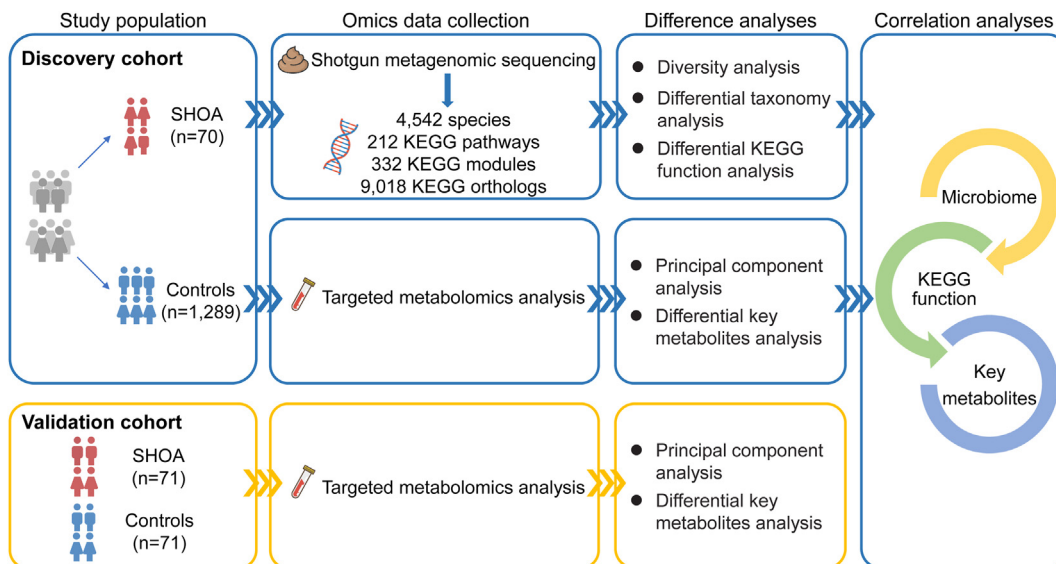 Study population
Omics data collection
Difference analyses
Correlation analyses
Discovery cohort
SHOA
(n=70)
Controls
(n=1,289)
Shotgun metagenomic sequencing
4,542 species
212 KEGG pathways
332 KEGG modules
9,018 KEGG orthologs
Diversity analysis
Differential taxonomy
analysis
Differential KEGG
function analysis
Targeted metabolomics analysis
Principal component
analysis
Differential key
metabolites analysis
Microbiome
KEGG
function
Key
metabolites
Validation cohort
SHOA
(n=71)
Controls
(n=71)
Targeted metabolomics analysis
Principal component
analysis
Differential key
metabolites analysis